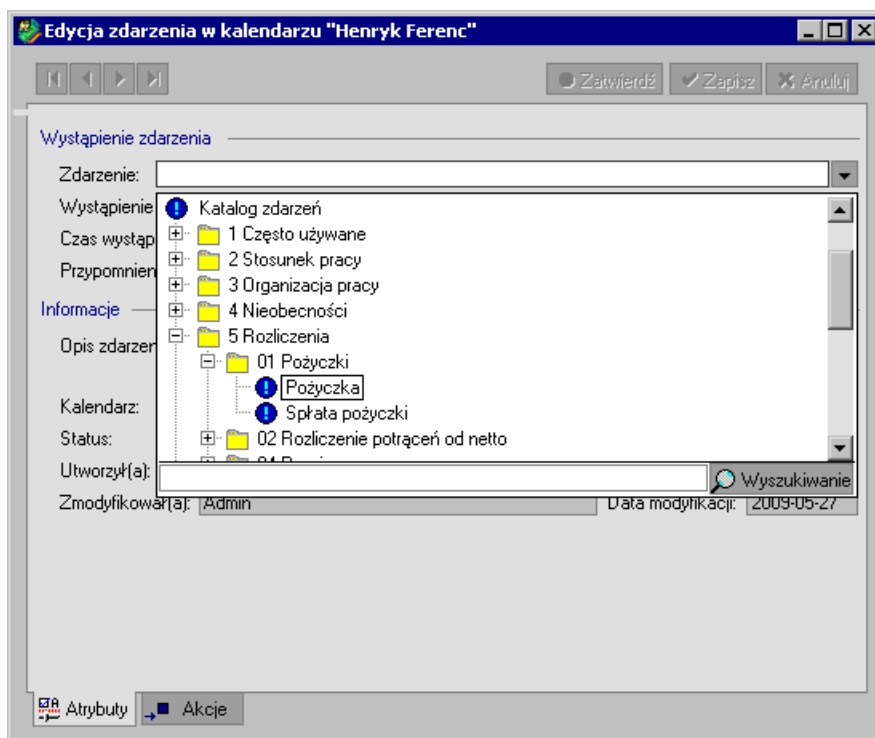 Edycja zdarzenia w kalendarzu "Henryk Ferenc"
Zatwierdź Zapisz Anuluj
Wystąpienie zdarzenia
Zdarzenie:
Wystąpienie Katalog zdarzeń
1 Często używane
Czas wystąp
2 Stosunek pracy
Przypomnien 3 Organizacja pracy
Informacje 4 Nieobecności
5 Rozliczenia
Opis zdarzer
01 Pożyczki
Pożyczka
Kalendarz: Spłata pożyczki
Status: 02 Rozliczenie potrąceń od netto
Utworzył(a): Wyszukiwanie
Zmodyfikował(a): Admin Data modyfikacji: 2009-05-27
Atrybuty Akcje